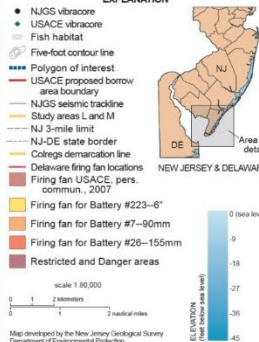 EXPLANATION
NJGS vibracore
USACE vibracore
Fish habitat
Five-foot contour line
Polygon of interest
USACE proposed borrow
area boundary
NJGS seismic trackline
Study areas L and M
NJ 3-mile limit
NJ-DE state border
Colregs demarcation line
Delaware firing fan locations
Firing fan USACE, pers.
commun., 2007
Firing fan for Battery #223--6"
Firing fan for Battery #7--90mm
Firing fan for Battery #26--155mm
Restricted and Danger areas
scale 1:80,000
0 1 2 kilometers
0 1 2 nautical miles
Map developed by the New Jersey Geological Survey
Department of Environmental Protection
NJ
DE
Area
deta
NEW JERSEY & DELAWAR
0 (sea lev
-9
-18
-27
-36
-45
ELEVATION
(feet below sea level)